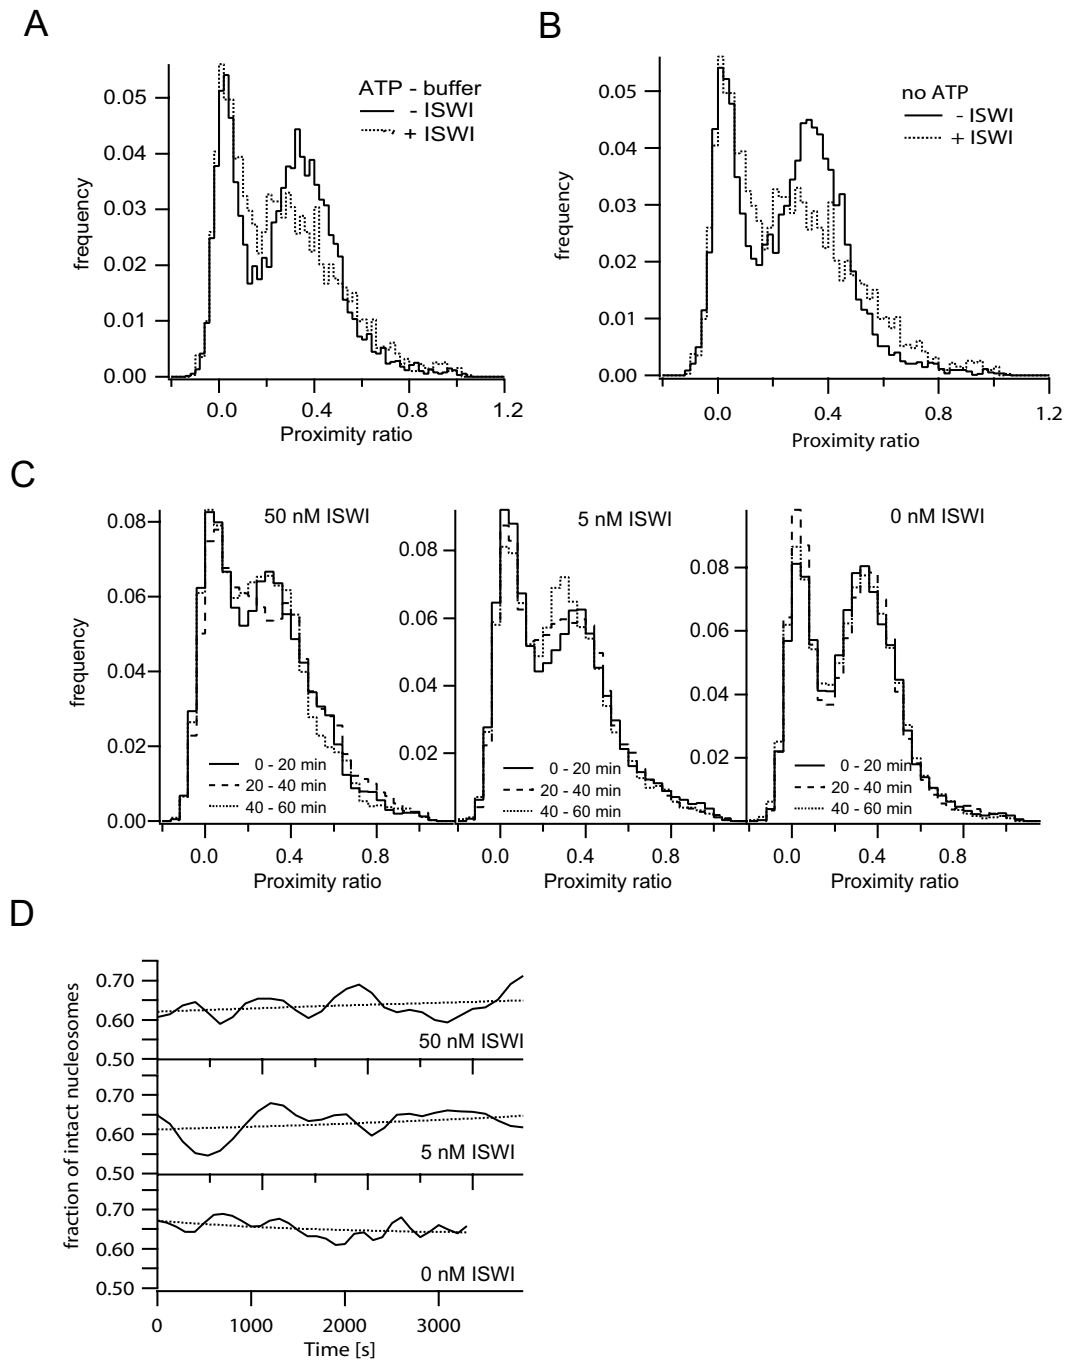 A
ATP - buffer
- ISWI
+ ISWI
frequency
0.05
0.04
0.03
0.02
0.01
0.00
0.0 0.4 0.8 1.2
Proximity ratio
B
no ATP
- ISWI
+ ISWI
frequency
0.05
0.04
0.03
0.02
0.01
0.00
0.0 0.4 0.8 1.2
Proximity ratio
C
50 nM ISWI
frequency
0.08
0.06
0.04
0.02
0.00
0 - 20 min
20 - 40 min
40 - 60 min
0.0 0.4 0.8
Proximity ratio
5 nM ISWI
0.08
0.06
0.04
0.02
0 - 20 min
20 - 40 min
40 - 60 min
0.0 0.4 0.8
Proximity ratio
0 nM ISWI
0.08
0.06
0.04
0.02
0 - 20 min
20 - 40 min
40 - 60 min
0.0 0.4 0.8
Proximity ratio
D
fraction of intact nucleosomes
0.70
0.60
0.50
50 nM ISWI
0.70
0.60
0.50
5 nM ISWI
0.70
0.60
0.50
0 nM ISWI
0 1000 2000 3000
Time [s]